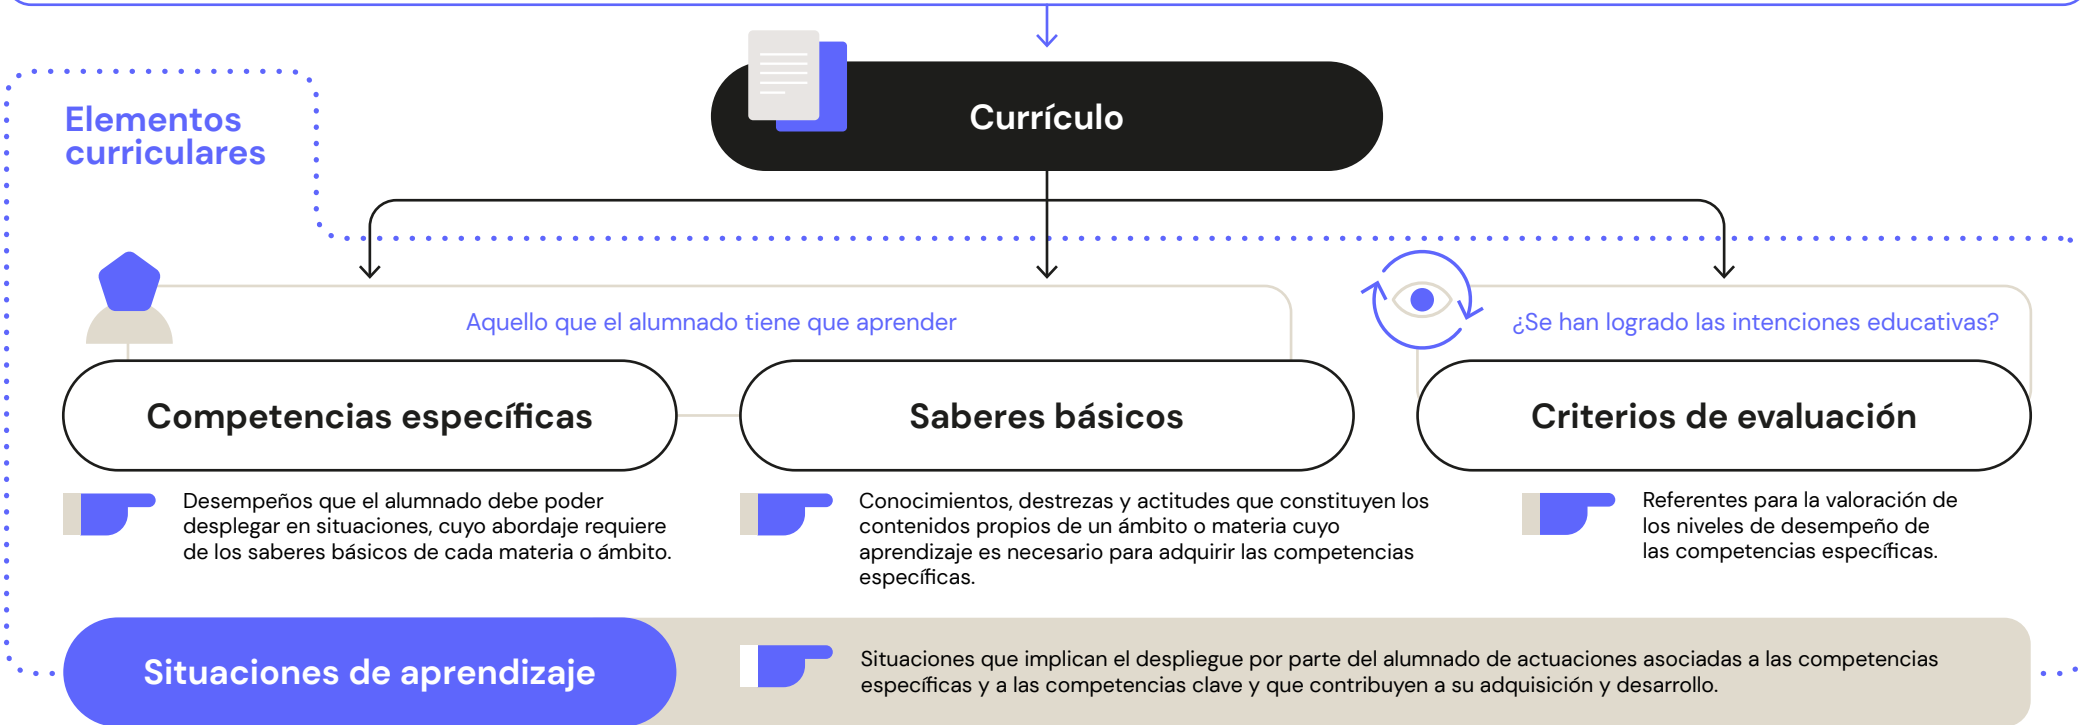 Currículo
Elementos
curriculares
Aquello que el alumnado tiene que aprender
¿Se han logrado las intenciones educativas?
Competencias específicas
Saberes básicos
Criterios de evaluación
Desempeños que el alumnado debe poder
desplegar en situaciones, cuyo abordaje requiere
de los saberes básicos de cada materia o ámbito.
Conocimientos, destrezas y actitudes que constituyen los
contenidos propios de un ámbito o materia cuyo
aprendizaje es necesario para adquirir las competencias
específicas.
Referentes para la valoración de
los niveles de desempeño de
las competencias específicas.
Situaciones de aprendizaje
Situaciones que implican el despliegue por parte del alumnado de actuaciones asociadas a las competencias
específicas y a las competencias clave y que contribuyen a su adquisición y desarrollo.